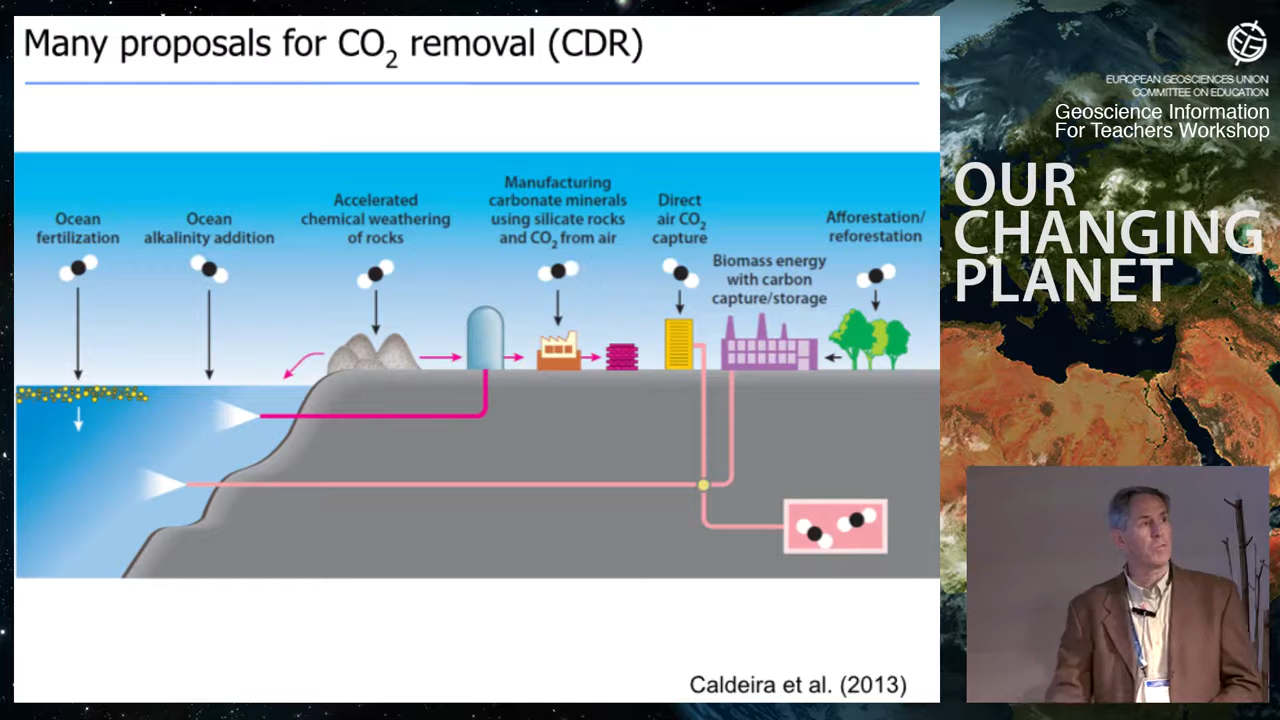 Many proposals for CO₂ removal (CDR)
Ocean
fertilization
Ocean
alkalinity addition
Accelerated
chemical weathering
of rocks
Manufacturing
carbonate minerals
using silicate rocks
and CO₂ from air
Direct
air CO₂
capture
Biomass energy
with carbon
capture/storage
Afforestation/
reforestation
Caldeira et al. (2013)
EGU
EUROPEAN GEOSCIENCES UNION
COMMITTEE ON EDUCATION
Geoscience Information
For Teachers Workshop
OUR
CHANGING
PLANET